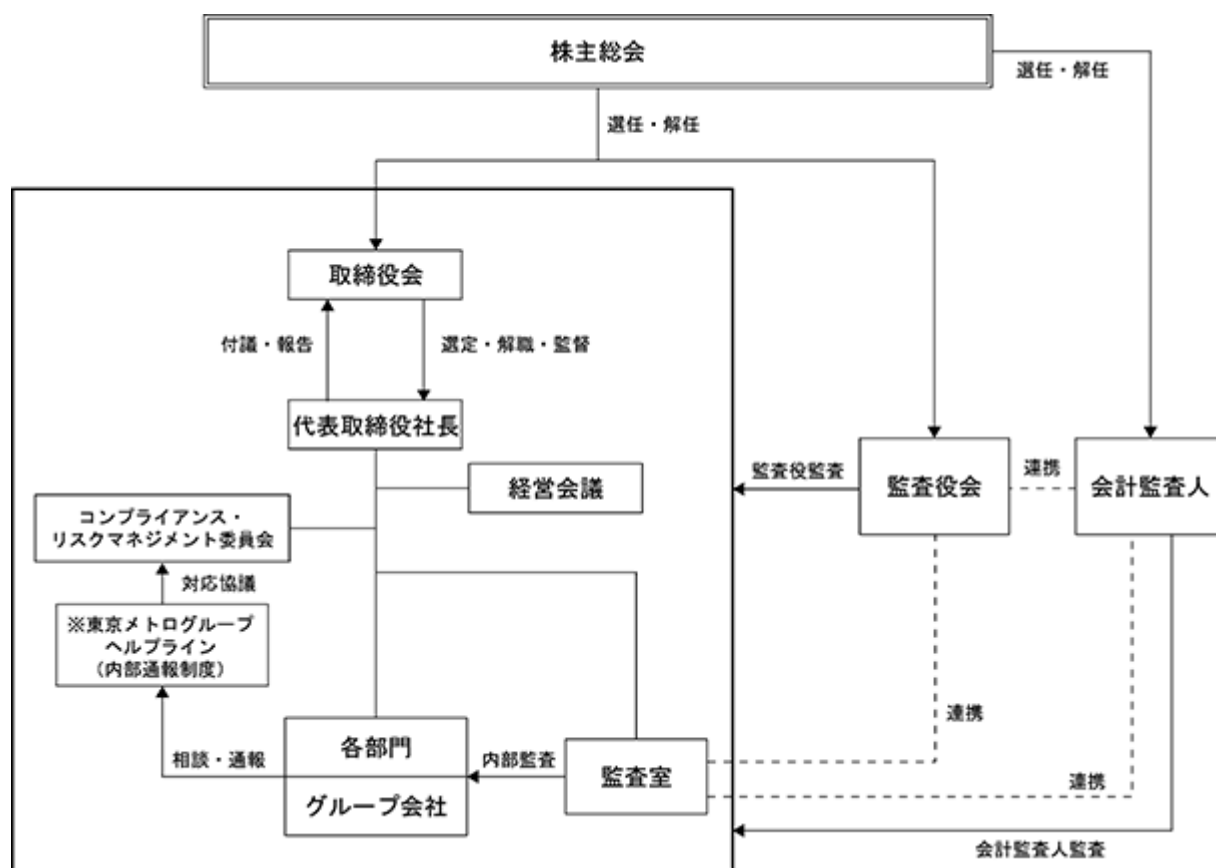 株主総会
選任・解任
選任・解任
取締役会
付議・報告
選定・解職・監督
代表取締役社長
経営会議
監査役監査
監査役会
連携
会計監査人
コンプライアンス・
リスクマネジメント委員会
対応協議
※東京メトログループ
ヘルプライン
（内部通報制度）
連携
各部門
相談・通報
内部監査
監査室
グループ会社
連携
会計監査人監査